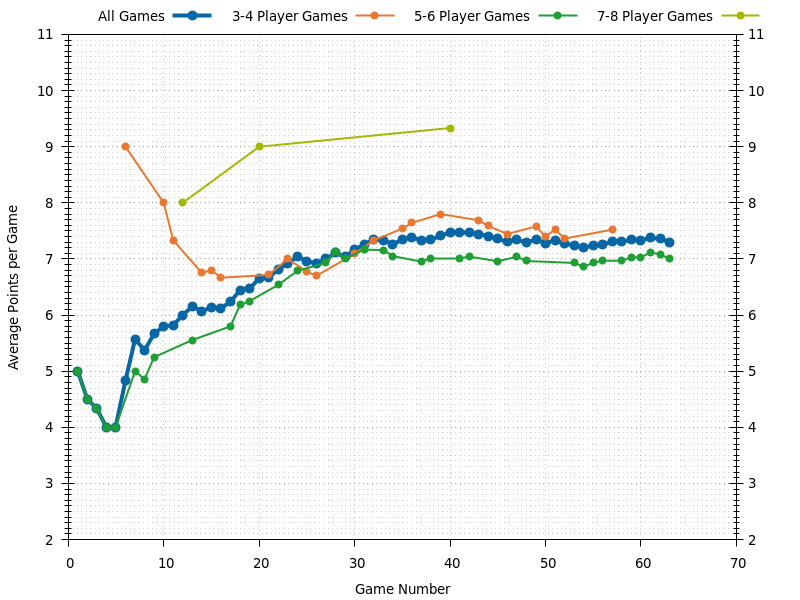 All Games 3-4 Player Games 5-6 Player Games 7-8 Player Games
11 11
10 10
9 9
8 8
7 7
6 6
5 5
4 4
3 3
2 2
0 10 20 30 40 50 60 70
Average Points per Game
Game Number